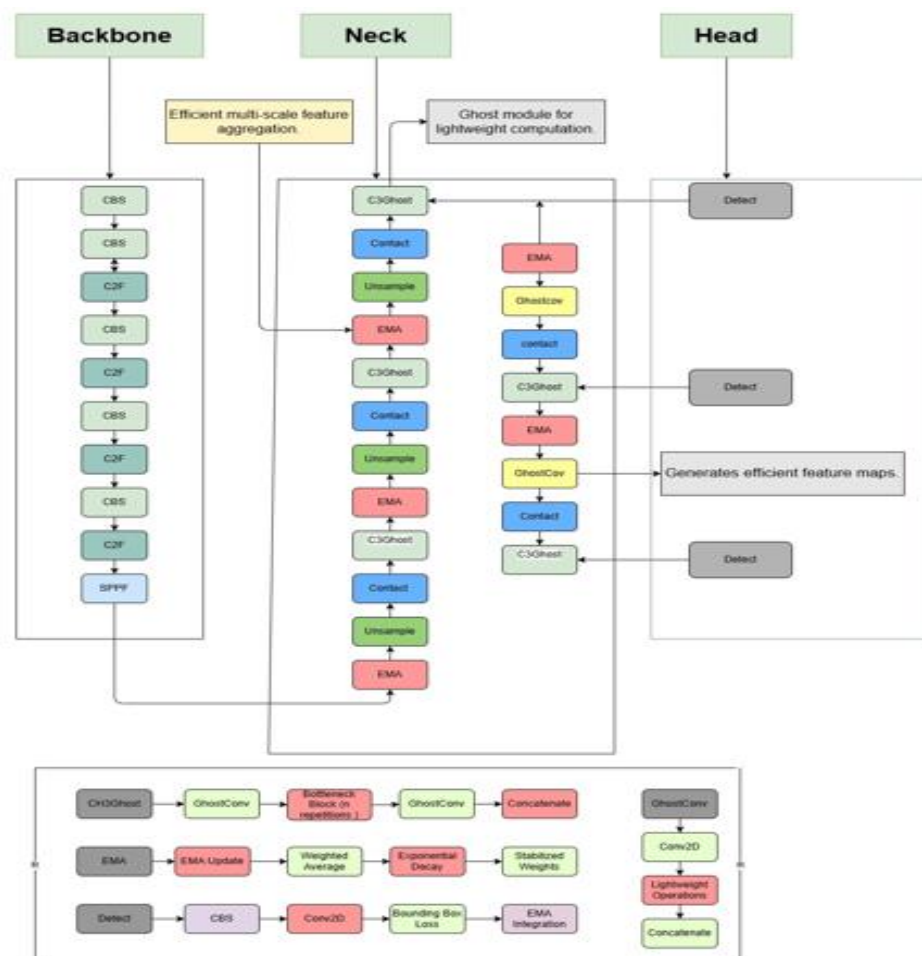 Backbone
Neck
Head
Efficient multi-scale feature
aggregation.
Ghost module for
lightweight computation.
CBS
CBS
C2F
CBS
C2F
CBS
C2F
CBS
C2F
SPPF
C3Ghost
Contact
Unsample
EMA
C3Ghost
Contact
Unsample
EMA
C3Ghost
Contact
Unsample
EMA
EMA
Ghostcov
contact
C3Ghost
EMA
GhostCov
Contact
C3Ghost
Detect
Detect
Generates efficient feature maps.
Detect
CH3Ghost
GhostConv
Bottleneck
Block (n
repetitions )
GhostConv
Concatenate
EMA
EMA Update
Weighted
Average
Exponential
Decay
Stabilized
Weights
Detect
CBS
Conv2D
Bounding Box
Loss
EMA
Integration
GhostConv
Conv2D
Lightweight
Operations
Concatenate